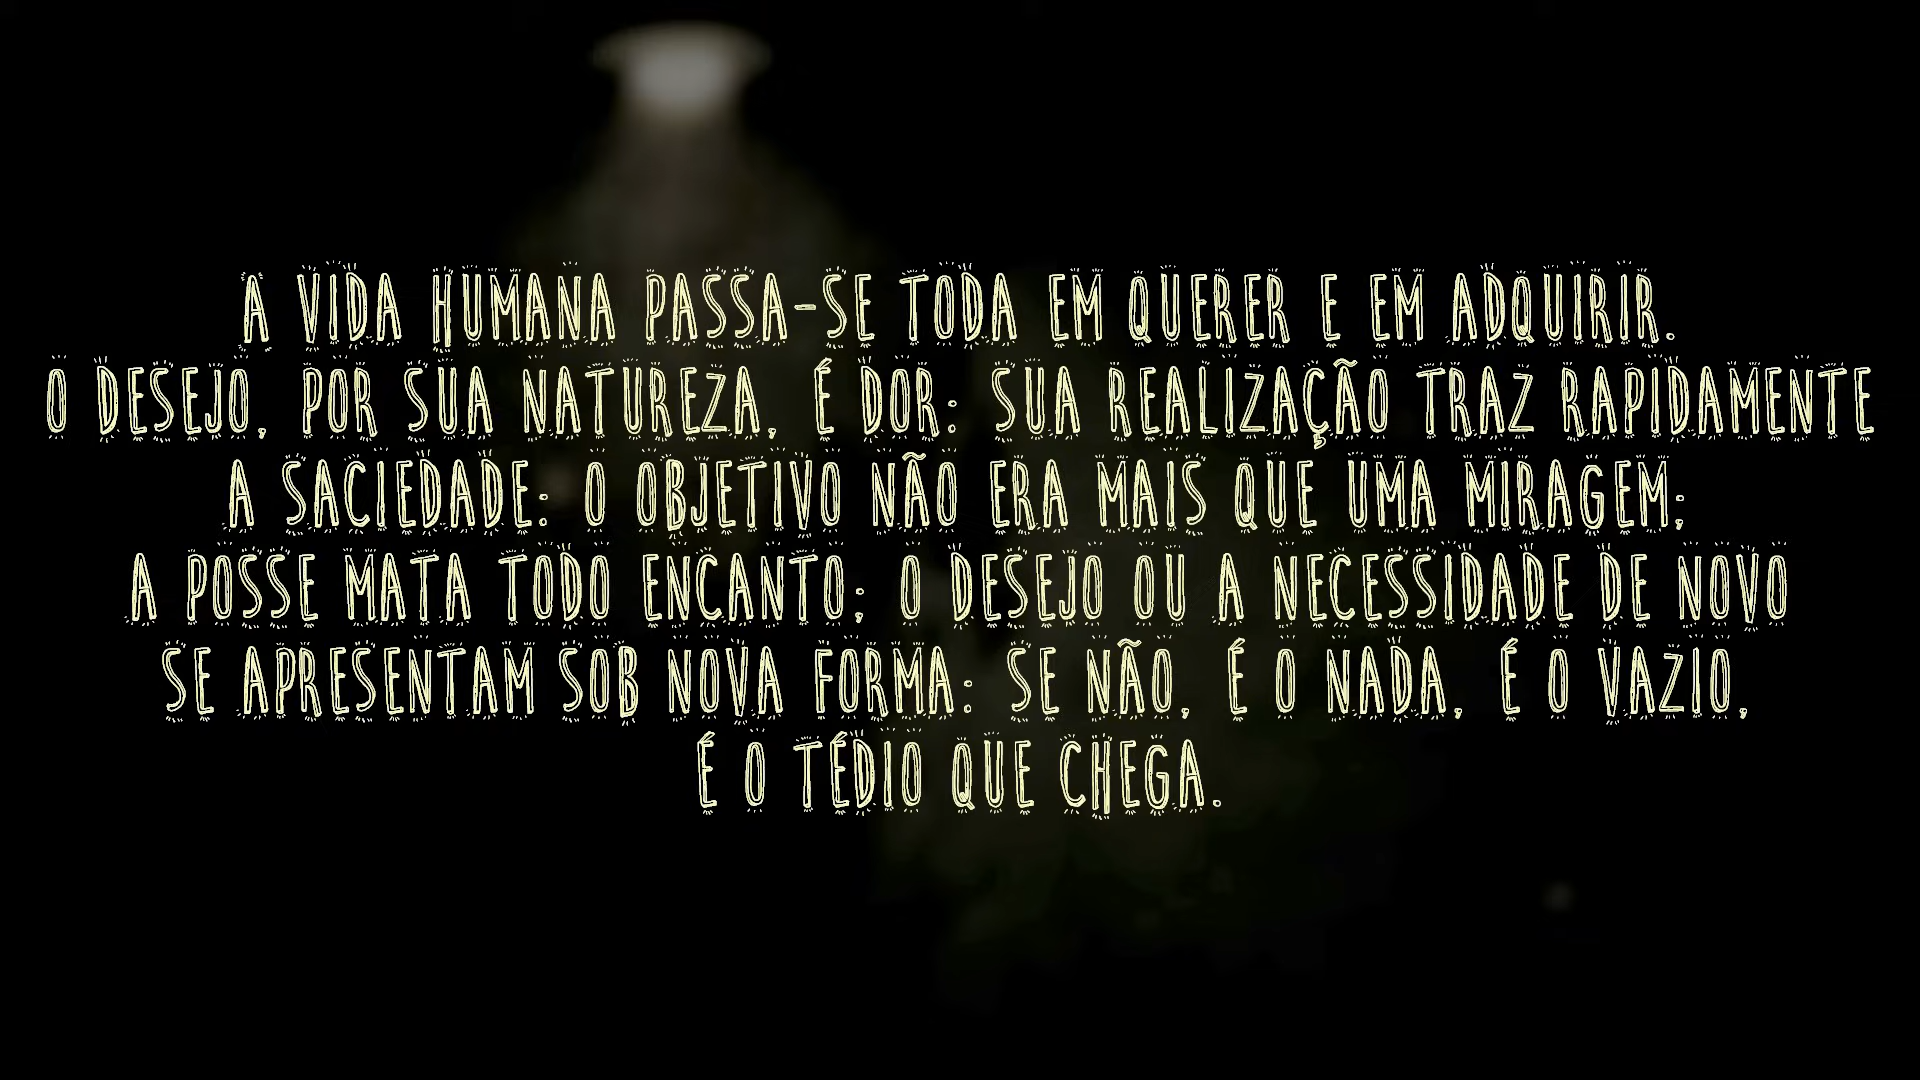 A VIDA HUMANA PASSA-SE TODA EM QUERER E EM ADQUIRIR.
O DESEJO, POR SUA NATUREZA, É DOR: SUA REALIZAÇÃO TRAZ RAPIDAMENTE
A SACIEDADE: O OBJETIVO NÃO ERA MAIS QUE UMA MIRAGEM;
A POSSE MATA TODO ENCANTO; O DESEJO OU A NECESSIDADE DE NOVO
SE APRESENTAM SOB NOVA FORMA: SE NÃO, É O NADA, É O VAZIO,
É O TÉDIO QUE CHEGA.